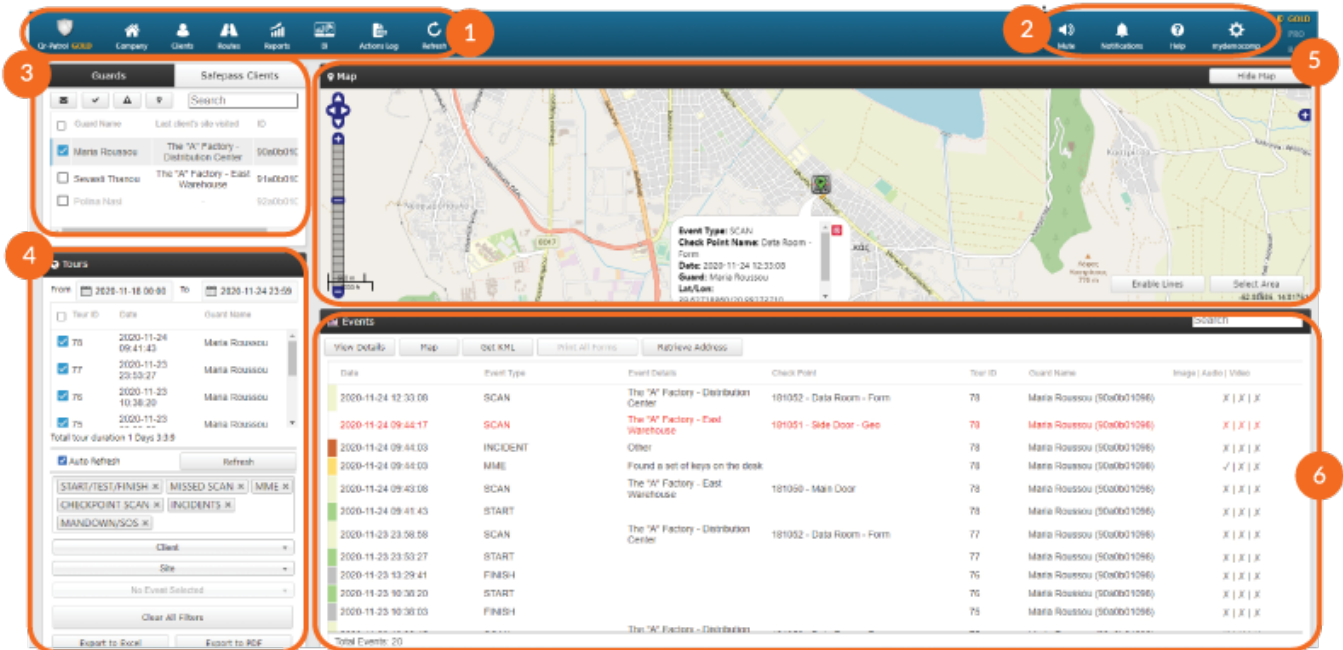 1
2
Qr-Patrol GOLD Company Clients Routes Reports BI Actions Log Refresh
Mute Notifications Help mydemocomp
GOLD
PRO
3
Guards Safepass Clients
Search
Guard Name Last client's site visited ID
Maria Roussou The "A" Factory - Distribution Center 90a0b010
Sevasti Thanou The "A" Factory - East Warehouse 91a0b010
92a0b010
4
Tours
From 2020-11-18 00:00 To 2020-11-24 23:59
Tour ID Date Guard Name
78 2020-11-24 09:41:43 Maria Roussou
77 2020-11-23 23:53:27 Maria Roussou
76 2020-11-23 10:38:20 Maria Roussou
75 2020-11-23 Maria Roussou
Total tour duration 1 Days 3:3:9
Auto Refresh Refresh
START/TEST/FINISH × MISSED SCAN × MME ×
CHECKPOINT SCAN × INCIDENTS ×
MANDOWN/SOS ×
Client
Site
No Event Selected
Clear All Filters
Export to Excel Export to PDF
5
Map Hide Map
Event Type: SCAN
Check Point Name: Data Room -
Form
Date: 2020-11-24 12:33:08
Guard: Maria Roussou
Lat/Lon:
Enable Lines Select Area
6
Events Search
View Details Map Get KML Print All Forms Retrieve Address
Date Event Type Event Details Check Point Tour ID Guard Name Image | Audio | Video
2020-11-24 12:33:08 SCAN The "A" Factory - Distribution Center 181052 - Data Room - Form 78 Maria Roussou (90a0b01096) X | X | X
2020-11-24 09:44:17 SCAN The "A" Factory - East Warehouse 181051 - Side Door - Geo 78 Maria Roussou (90a0b01096) X | X | X
2020-11-24 09:44:03 INCIDENT Other 78 Maria Roussou (90a0b01096) X | X | X
2020-11-24 09:44:03 MME Found a set of keys on the desk 78 Maria Roussou (90a0b01096) ✓ | X | X
2020-11-24 09:43:08 SCAN The "A" Factory - East Warehouse 181050 - Main Door 78 Maria Roussou (90a0b01096) X | X | X
2020-11-24 09:41:43 START 78 Maria Roussou (90a0b01096) X | X | X
2020-11-23 23:58:58 SCAN The "A" Factory - Distribution Center 181052 - Data Room - Form 77 Maria Roussou (90a0b01096) X | X | X
2020-11-23 23:53:27 START 77 Maria Roussou (90a0b01096) X | X | X
2020-11-23 13:29:41 FINISH 76 Maria Roussou (90a0b01096) X | X | X
2020-11-23 10:38:20 START 76 Maria Roussou (90a0b01096) X | X | X
2020-11-23 10:38:03 FINISH 75 Maria Roussou (90a0b01096) X | X | X
The "A" Factory - Distribution
Total Events: 20